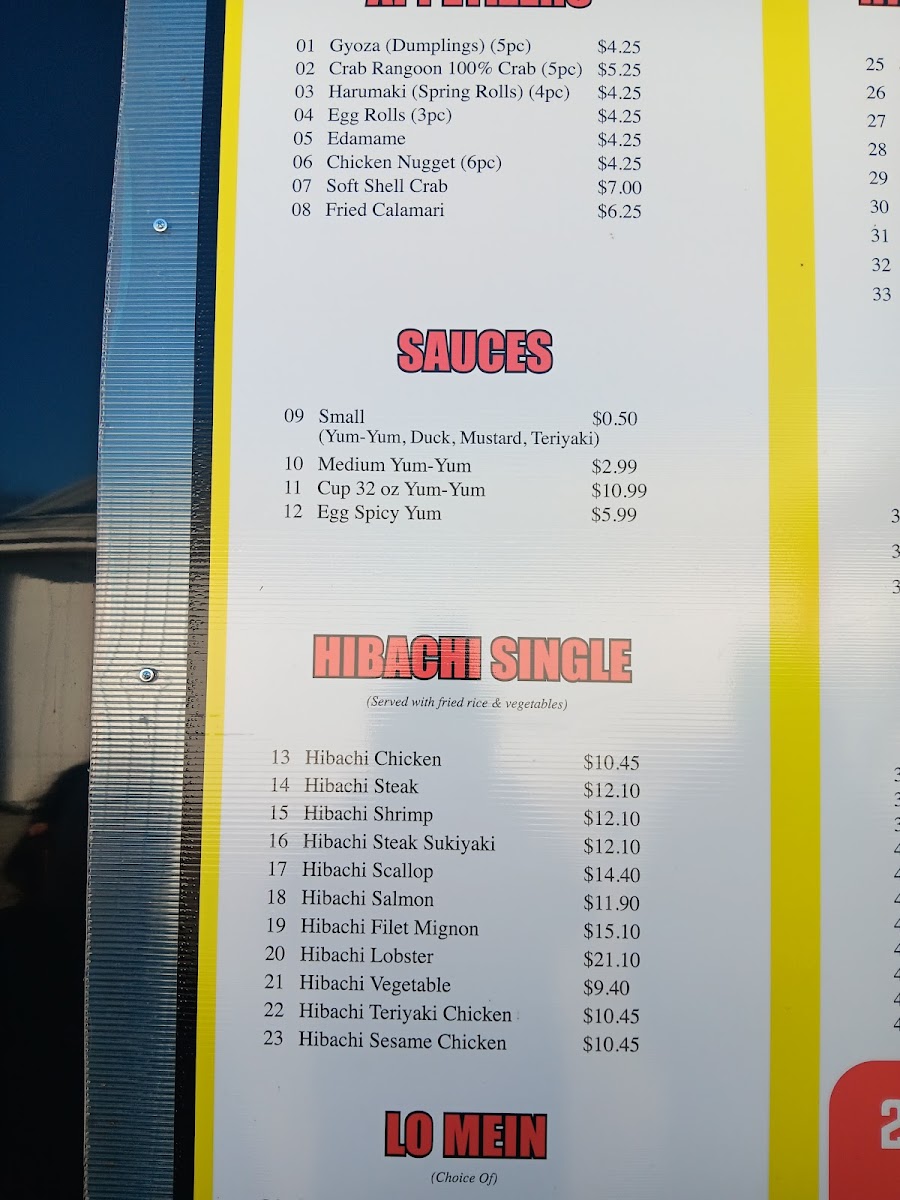 APPETIZERS
01 Gyoza (Dumplings) (5pc) $4.25
02 Crab Rangoon 100% Crab (5pc) $5.25
03 Harumaki (Spring Rolls) (4pc) $4.25
04 Egg Rolls (3pc) $4.25
05 Edamame $4.25
06 Chicken Nugget (6pc) $4.25
07 Soft Shell Crab $7.00
08 Fried Calamari $6.25
SAUCES
09 Small $0.50
(Yum-Yum, Duck, Mustard, Teriyaki)
10 Medium Yum-Yum $2.99
11 Cup 32 oz Yum-Yum $10.99
12 Egg Spicy Yum $5.99
HIBACHI SINGLE
(Served with fried rice & vegetables)
13 Hibachi Chicken $10.45
14 Hibachi Steak $12.10
15 Hibachi Shrimp $12.10
16 Hibachi Steak Sukiyaki $12.10
17 Hibachi Scallop $14.40
18 Hibachi Salmon $11.90
19 Hibachi Filet Mignon $15.10
20 Hibachi Lobster $21.10
21 Hibachi Vegetable $9.40
22 Hibachi Teriyaki Chicken $10.45
23 Hibachi Sesame Chicken $10.45
LO MEIN
(Choice Of)
25
26
27
28
29
30
31
32
33